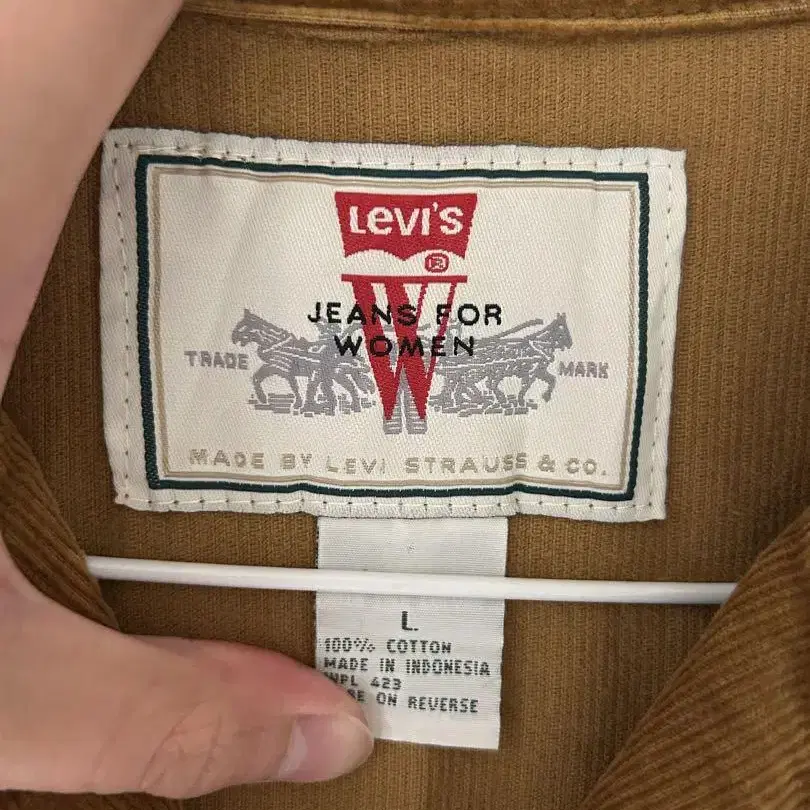 LEVI'S
®
W
JEANS FOR
WOMEN
TRADE MARK
MADE BY LEVI STRAUSS & CO.
L
100% COTTON
MADE IN INDONESIA
WPL 423
ON REVERSE